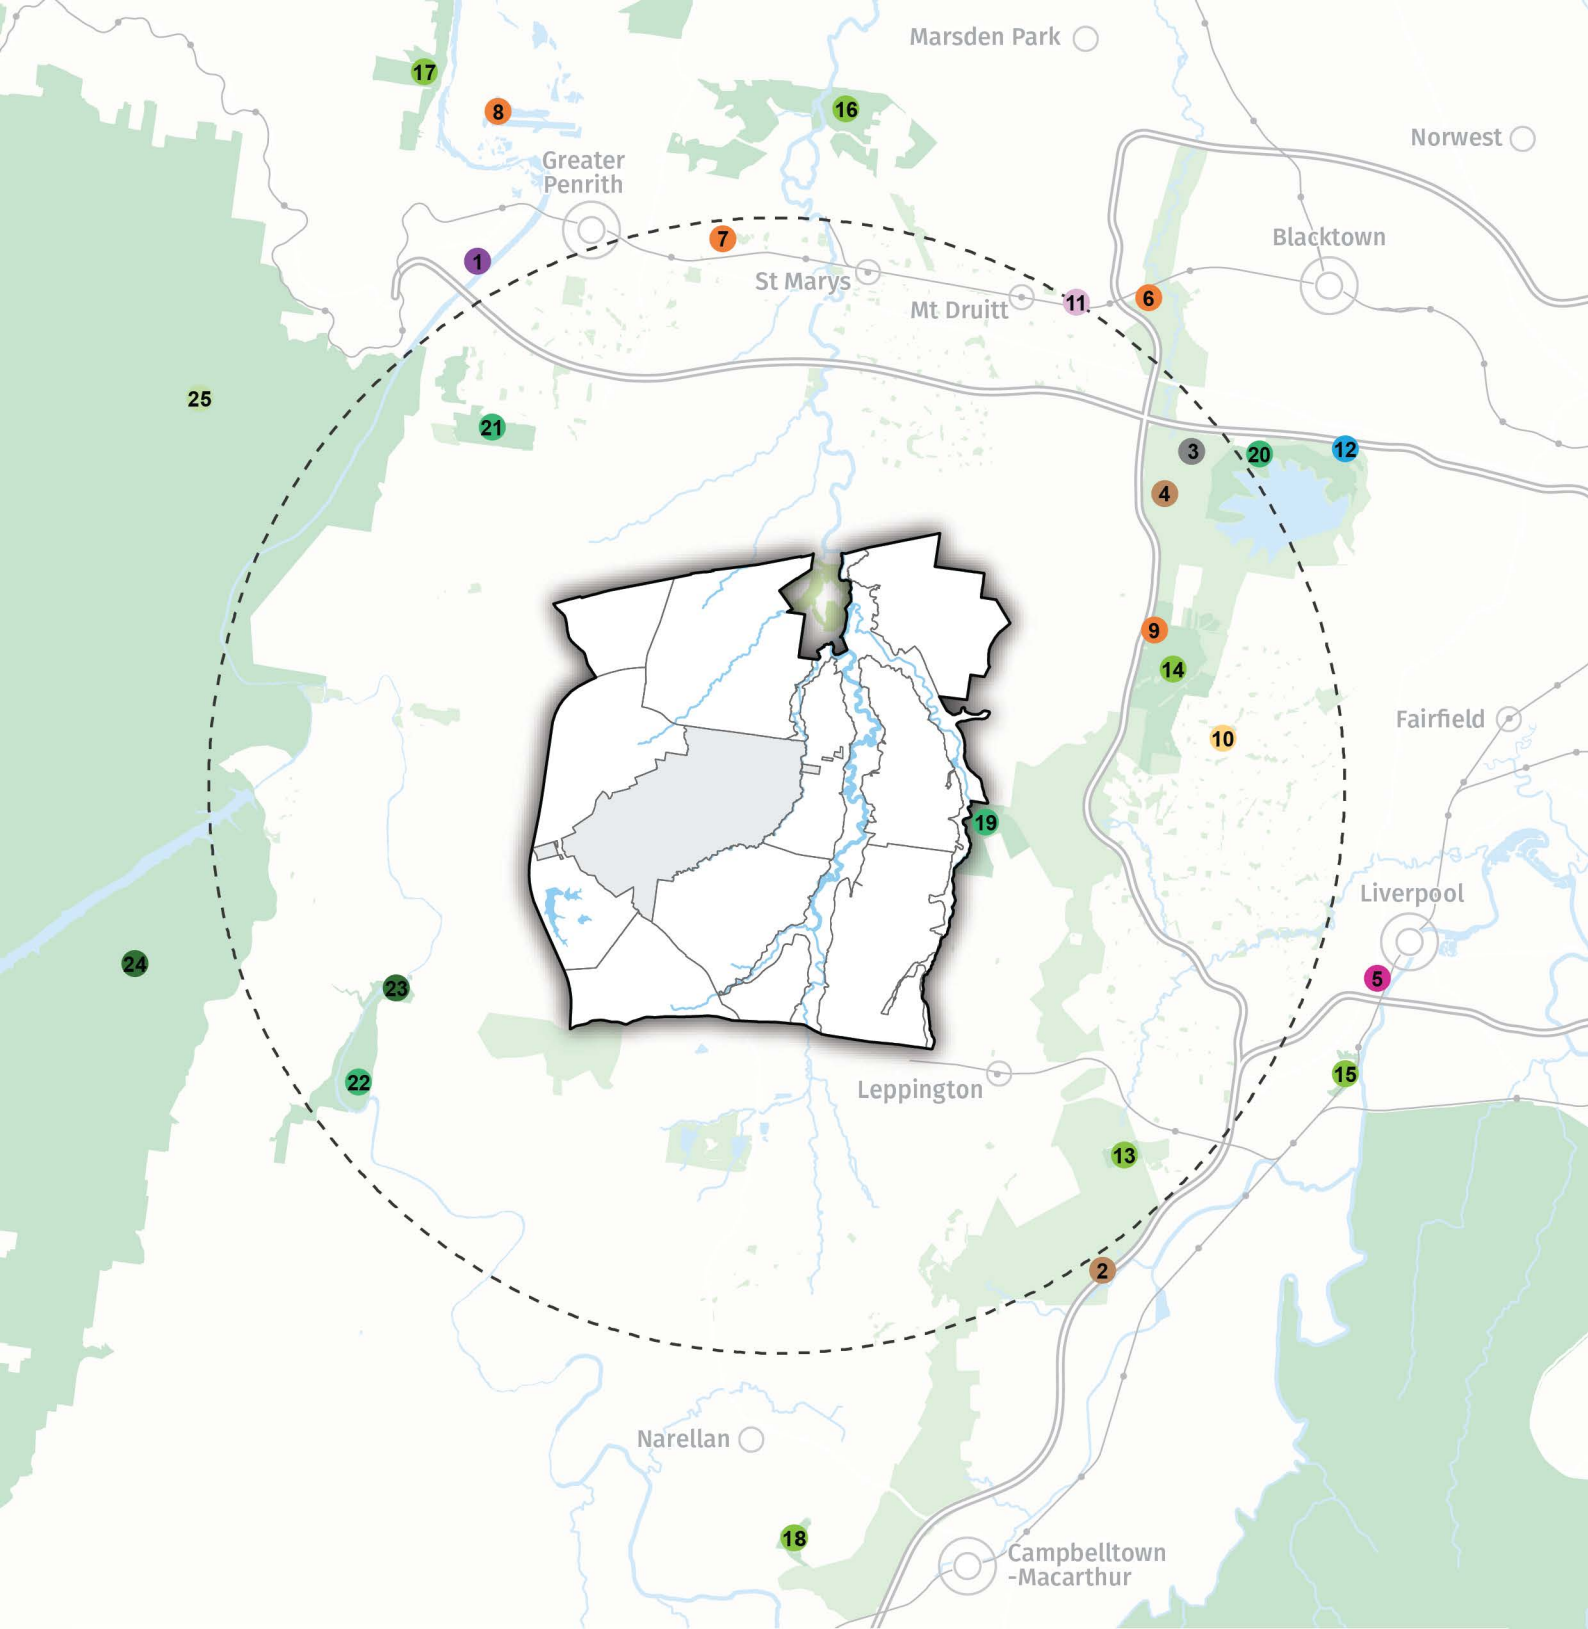 Marsden Park
17
8
16
Norwest
Greater
Penrith
Blacktown
7
1
St Marys
6
11
Mt Druitt
25
21
3
20
12
4
9
14
Fairfield
10
19
Liverpool
24
5
23
15
22
Leppington
13
2
Narellan
18
Campbelltown
-Macarthur